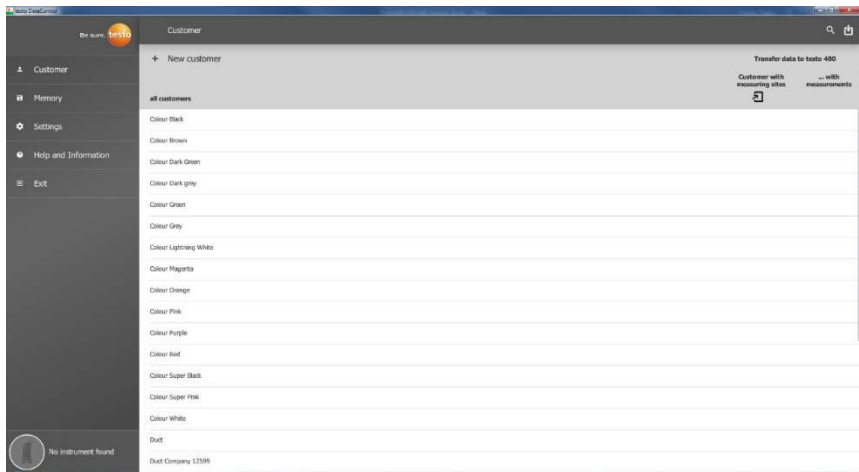 testo DataControl
Be sure. testo
Customer
Customer
Memory
Settings
Help and Information
Exit
No instrument found
+ New customer
Transfer data to testo 400
Customer with
measuring sites
... with
measurements
all customers
Colour Black
Colour Brown
Colour Dark Green
Colour Dark grey
Colour Green
Colour Grey
Colour Lightning White
Colour Magenta
Colour Orange
Colour Pink
Colour Purple
Colour Red
Colour Super Black
Colour Super Pink
Colour White
Duct
Duct Company 12599